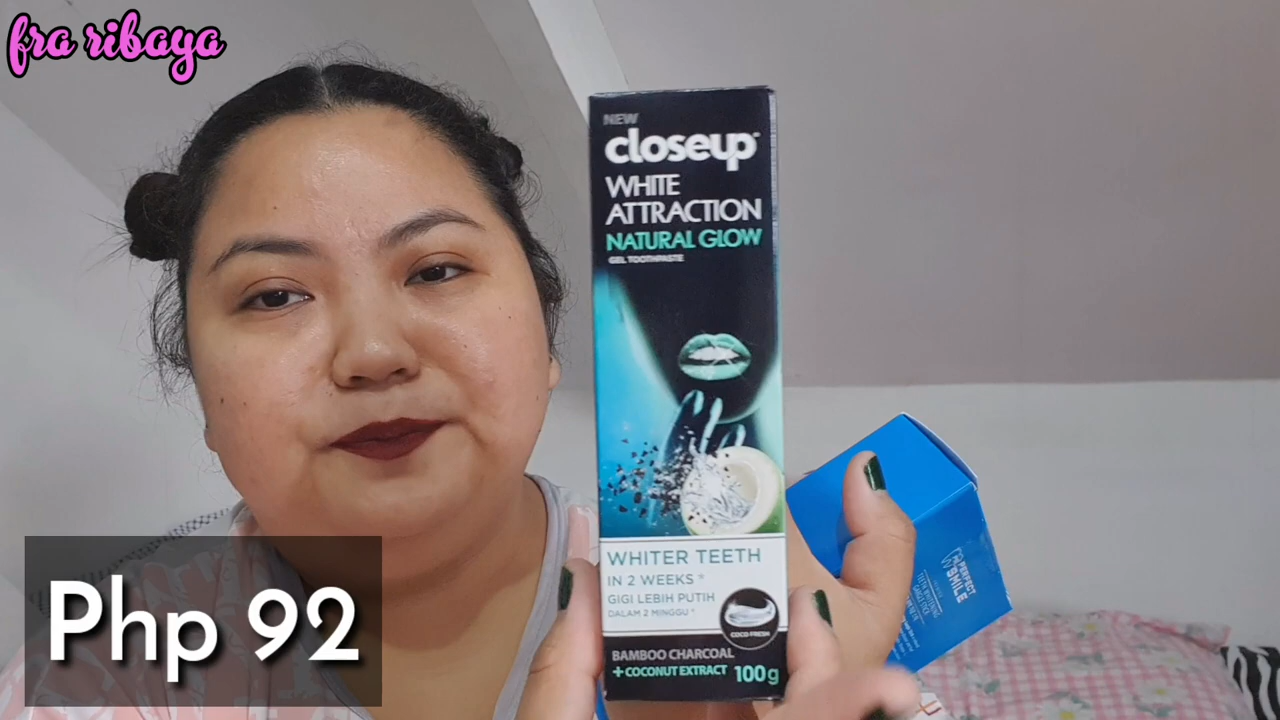 fra ribaya
NEW
closeup
WHITE
ATTRACTION
NATURAL GLOW
GEL TOOTHPASTE
WHITER TEETH
IN 2 WEEKS*
GIGI LEBIH PUTIH
DALAM 2 MINGGU*
COCO FRESH
BAMBOO CHARCOAL
+ COCONUT EXTRACT 100g
PERFECT
SMILE
Php 92